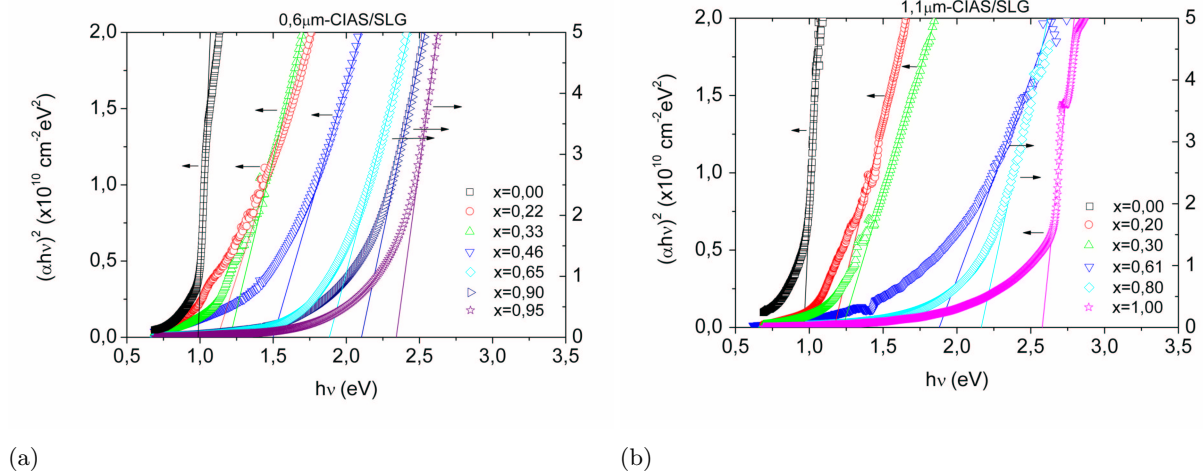 0,6μm-CIAS/SLG
(αhν)² (x10¹⁰ cm⁻²eV²)
2,0
1,5
1,0
0,5
0,0
5
4
3
2
1
0
x=0,00
x=0,22
x=0,33
x=0,46
x=0,65
x=0,90
x=0,95
0,5 1,0 1,5 2,0 2,5 3,0
hν (eV)
(a)
1,1μm-CIAS/SLG
(αhν)² (x10¹⁰ cm⁻²eV²)
2,0
1,5
1,0
0,5
0,0
5
4
3
2
1
0
x=0,00
x=0,20
x=0,30
x=0,61
x=0,80
x=1,00
0,5 1,0 1,5 2,0 2,5 3,0 3,5
hν (eV)
(b)